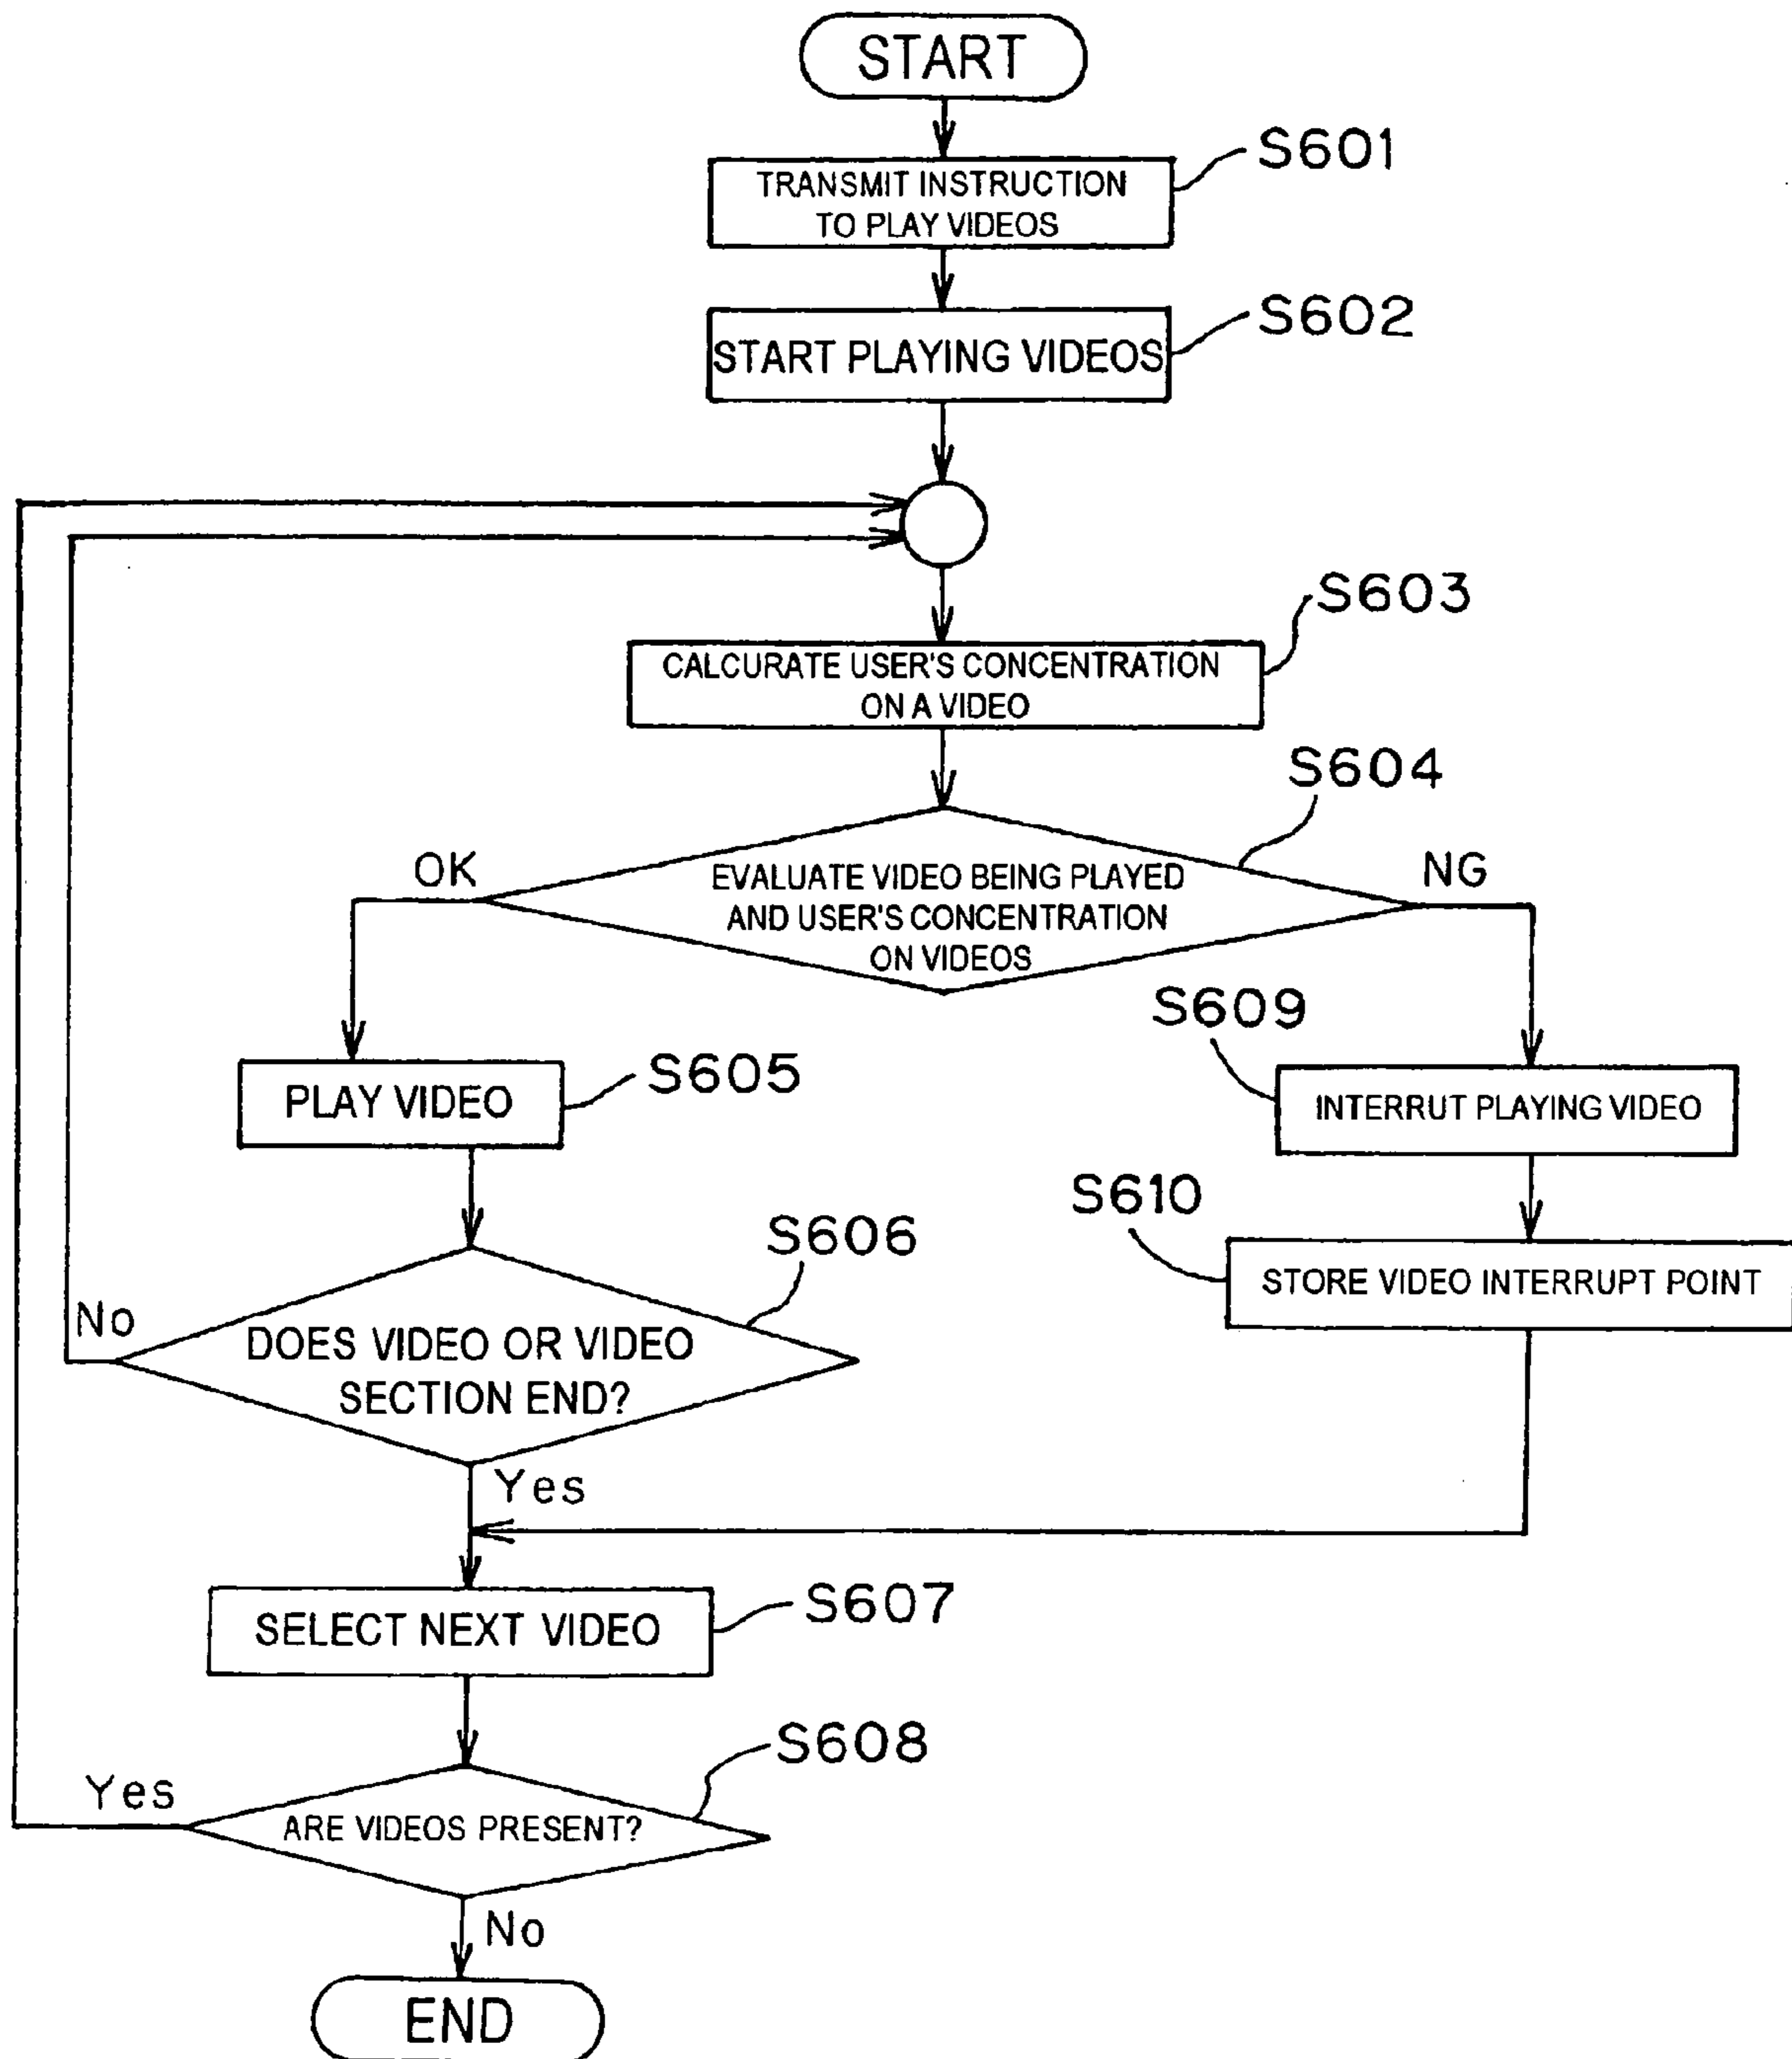 START
S601
TRANSMIT INSTRUCTION
TO PLAY VIDEOS
S602
START PLAYING VIDEOS
S603
CALCURATE USER'S CONCENTRATION
ON A VIDEO
S604
OK
EVALUATE VIDEO BEING PLAYED
AND USER'S CONCENTRATION
ON VIDEOS
NG
S609
S605
PLAY VIDEO
INTERRUT PLAYING VIDEO
S610
S606
STORE VIDEO INTERRUPT POINT
No
DOES VIDEO OR VIDEO
SECTION END?
Yes
S607
SELECT NEXT VIDEO
S608
Yes
ARE VIDEOS PRESENT?
No
END